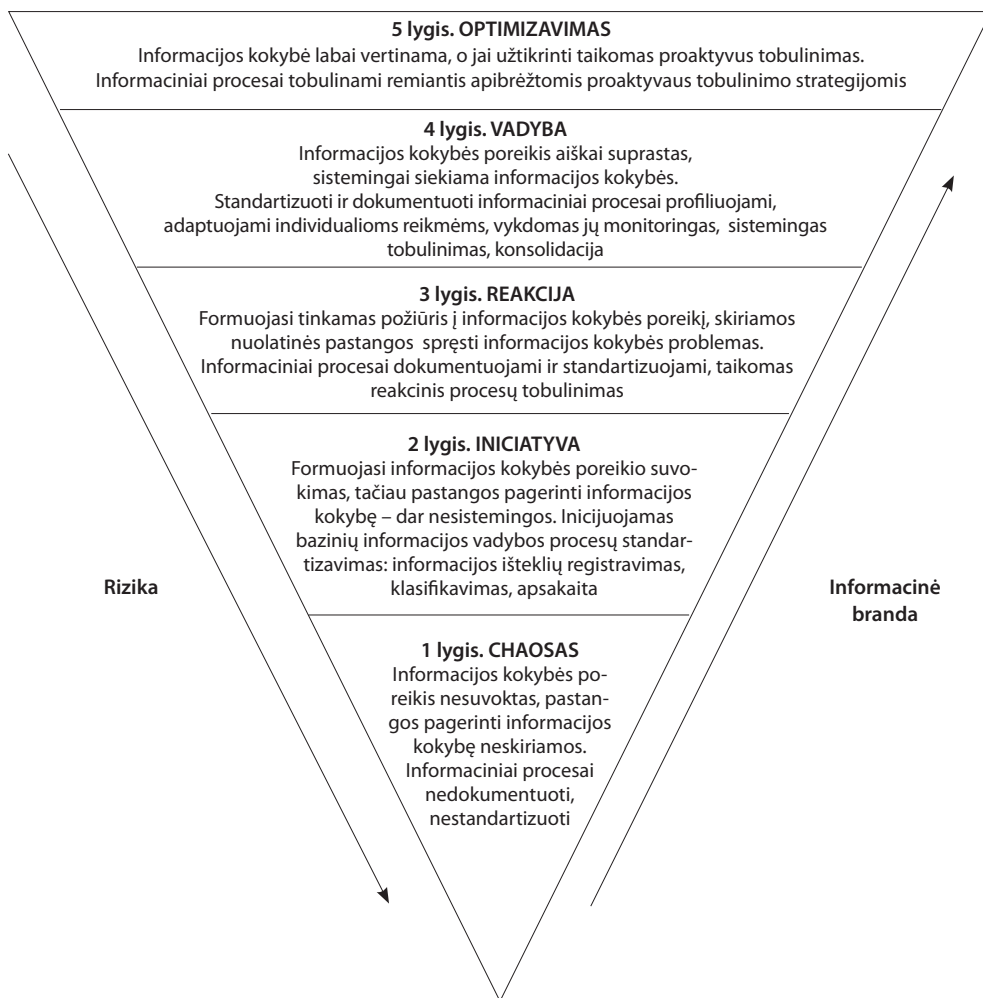 5 lygis. OPTIMIZAVIMAS
Informacijos kokybė labai vertinama, o jai užtikrinti taikomas proaktyvus tobulinimas.
Informaciniai procesai tobulinami remiantis apibrėžtomis proaktyvaus tobulinimo strategijomis
4 lygis. VADYBA
Informacijos kokybės poreikis aiškai suprastas,
sistemingai siekiama informacijos kokybės.
Standartizuoti ir dokumentuoti informaciniai procesai profiliuojami,
adaptuojami individualioms reikmėms, vykdomas jų monitoringas, sistemingas
tobulinimas, konsolidacija
3 lygis. REAKCIJA
Formuojasi tinkamas požiūris į informacijos kokybės poreikį, skiriamos
nuolatinės pastangos spręsti informacijos kokybės problemas.
Informaciniai procesai dokumentuojami ir standartizuojami, taikomas
reakcinis procesų tobulinimas
2 lygis. INICIATYVA
Formuojasi informacijos kokybės poreikio suvo-
kimas, tačiau pastangos pagerinti informacijos
kokybę – dar nesistemingos. Inicijuojamas
bazinių informacijos vadybos procesų standar-
tizavimas: informacijos išteklių registravimas,
klasifikavimas, apsakaita
Rizika
Informacinė
branda
1 lygis. CHAOSAS
Informacijos kokybės po-
reikis nesuvoktas, pastan-
gos pagerinti informacijos
kokybę neskiriamos.
Informaciniai procesai
nedokumentuoti,
nestandartizuoti